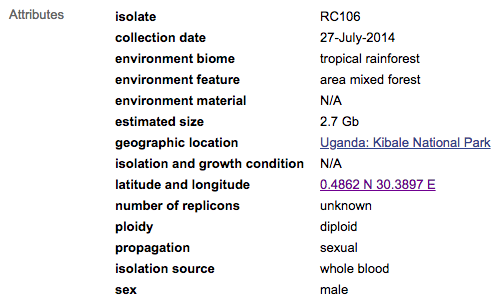 Attributes
isolate RC106
collection date 27-July-2014
environment biome tropical rainforest
environment feature area mixed forest
environment material N/A
estimated size 2.7 Gb
geographic location Uganda: Kibale National Park
isolation and growth condition N/A
latitude and longitude 0.4862 N 30.3897 E
number of replicons unknown
ploidy diploid
propagation sexual
isolation source whole blood
sex male